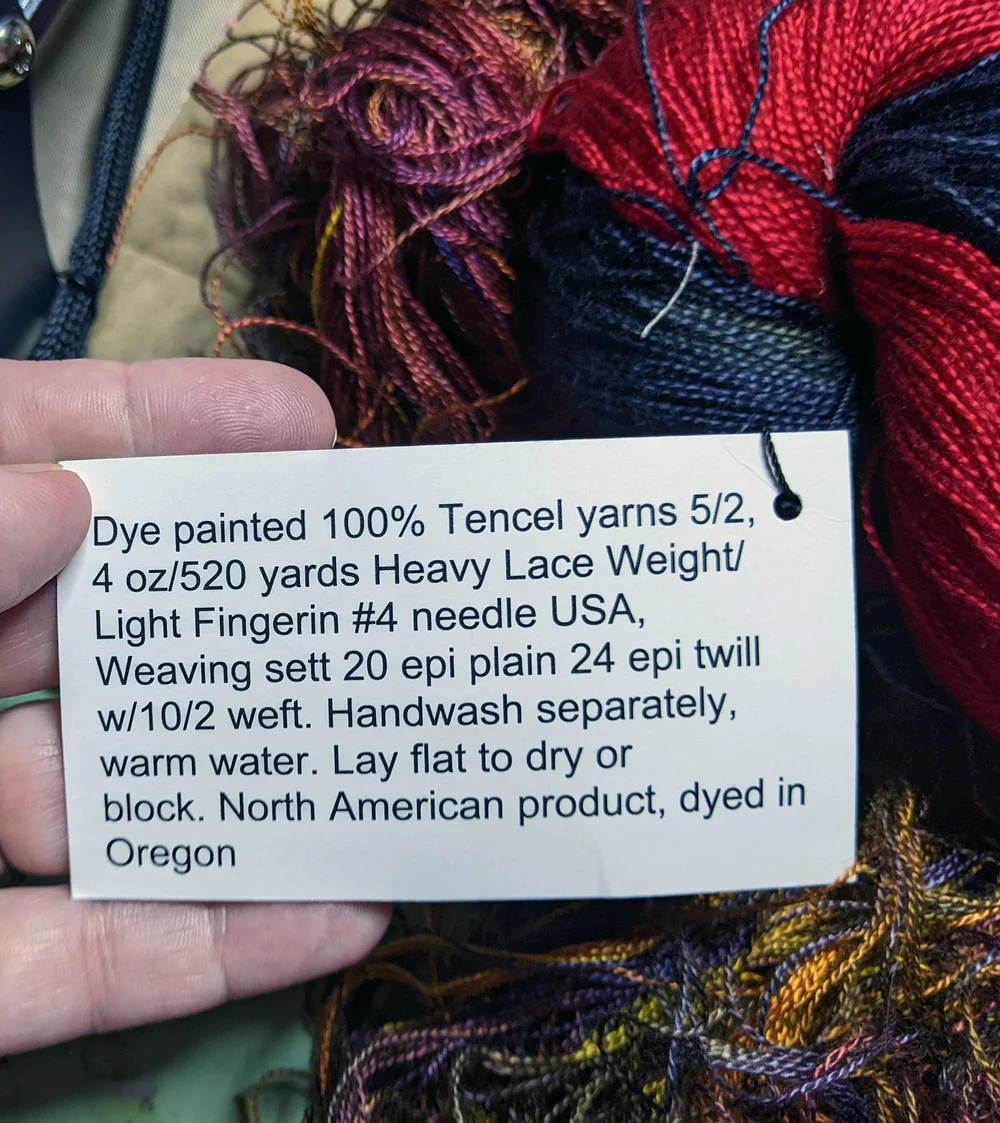 Dye painted 100% Tencel yarns 5/2,
4 oz/520 yards Heavy Lace Weight/
Light Fingerin #4 needle USA,
Weaving sett 20 epi plain 24 epi twill
w/10/2 weft. Handwash separately,
warm water. Lay flat to dry or
block. North American product, dyed in
Oregon